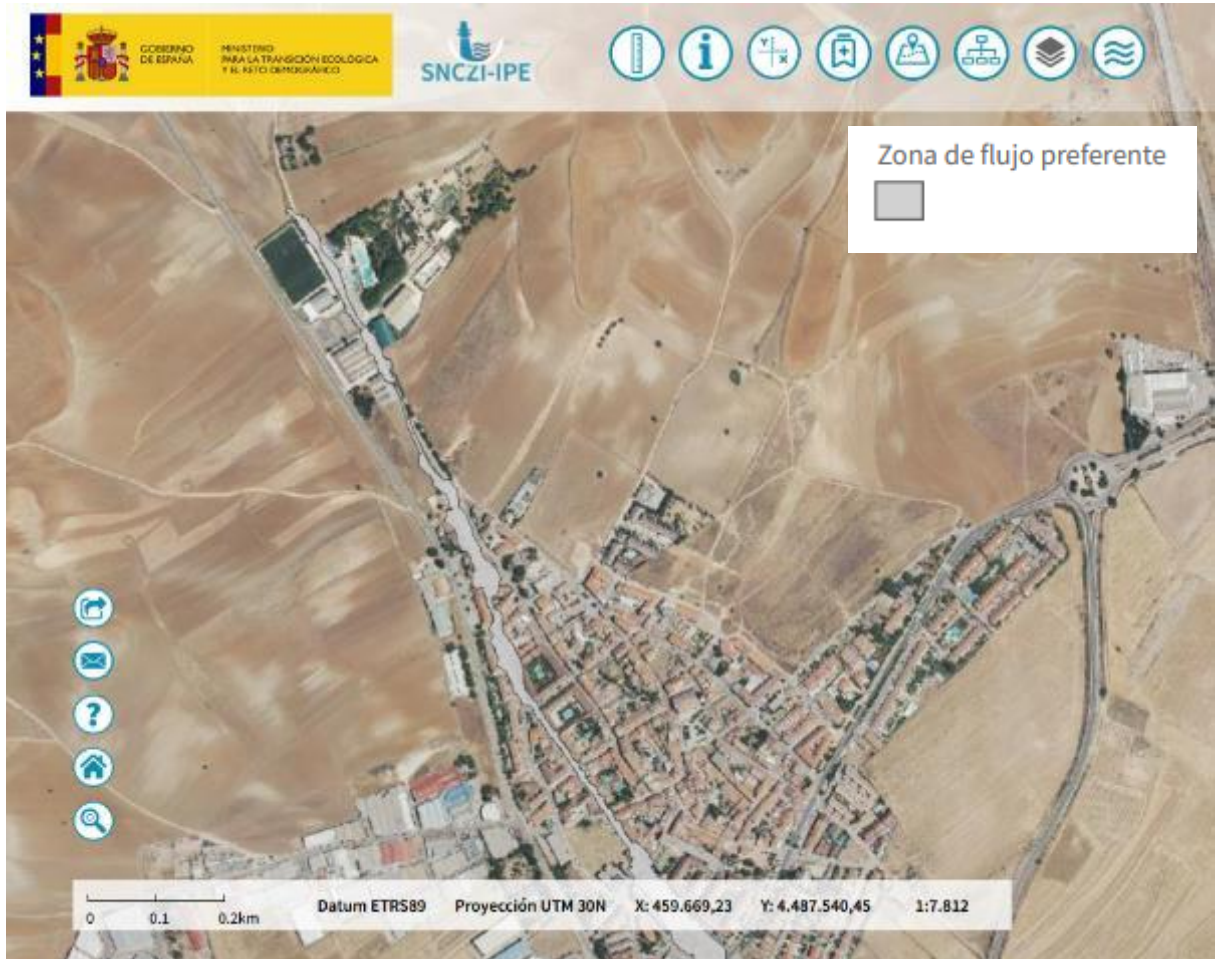 GOBIERNO
DE ESPAÑA
MINISTERIO
PARA LA TRANSICIÓN ECOLÓGICA
Y EL RETO DEMOGRÁFICO
SNCZI-IPE
Zona de flujo preferente
0 0.1 0.2km
Datum ETRS89 Proyección UTM 30N X: 459.669,23 Y: 4.487.540,45 1:7.812